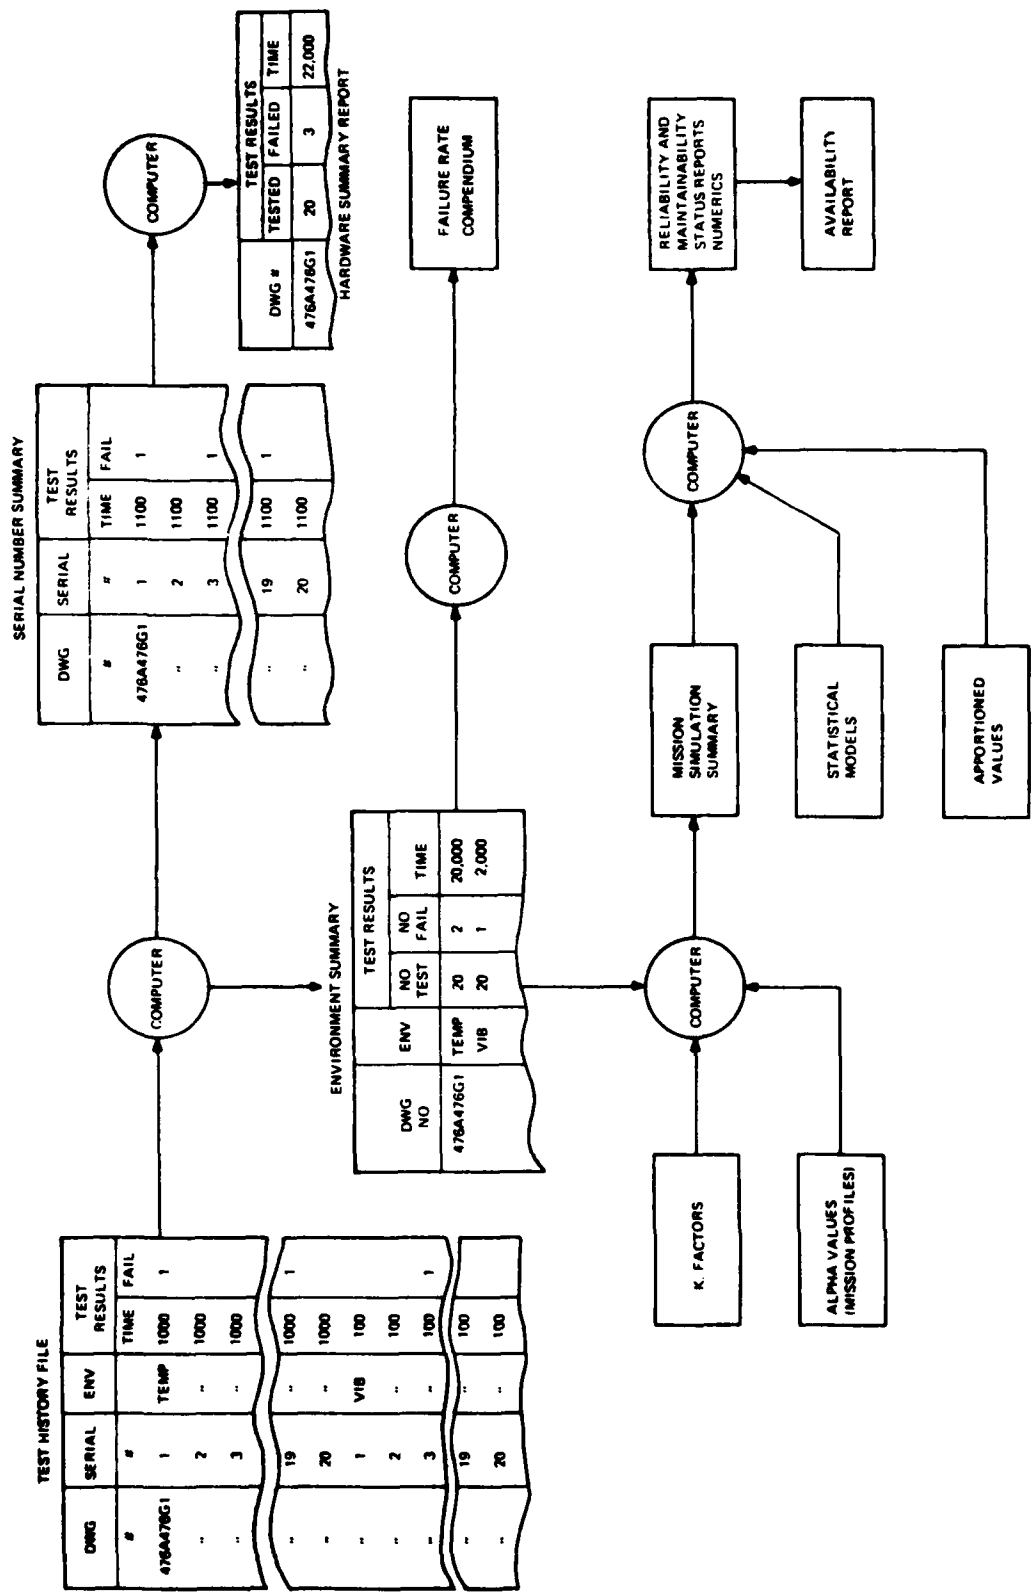 TEST HISTORY FILE
DWG SERIAL ENV TEST RESULTS
# # TIME FAIL
476A476G1 1 TEMP 1000 1
" 2 " 1000
" 3 " 1000
" 19 " 1000 1
" 20 " 1000
" 1 VIB 100
" 2 " 100
" 3 " 100 1
" 19 " 100
" 20 " 100
COMPUTER
SERIAL NUMBER SUMMARY
DWG SERIAL TEST RESULTS
# # TIME FAIL
476A476G1 1 1100 1
" 2 1100
" 3 1100 1
" 19 1100 1
" 20 1100
COMPUTER
TEST RESULTS
DWG # TESTED FAILED TIME
476A476G1 20 3 22,000
HARDWARE SUMMARY REPORT
ENVIRONMENT SUMMARY
DWG NO
ENV
TEST RESULTS
NO TEST
NO FAIL
TIME
476A476G1 TEMP 20 2 20,000
VIB 20 1 2,000
COMPUTER
FAILURE RATE
COMPENDIUM
K. FACTORS
ALPHA VALUES
(MISSION PROFILES)
COMPUTER
MISSION
SIMULATION
SUMMARY
STATISTICAL
MODELS
APPORTIONED
VALUES
COMPUTER
RELIABILITY AND
MAINTAINABILITY
STATUS REPORTS
NUMERICS
AVAILABILITY
REPORT